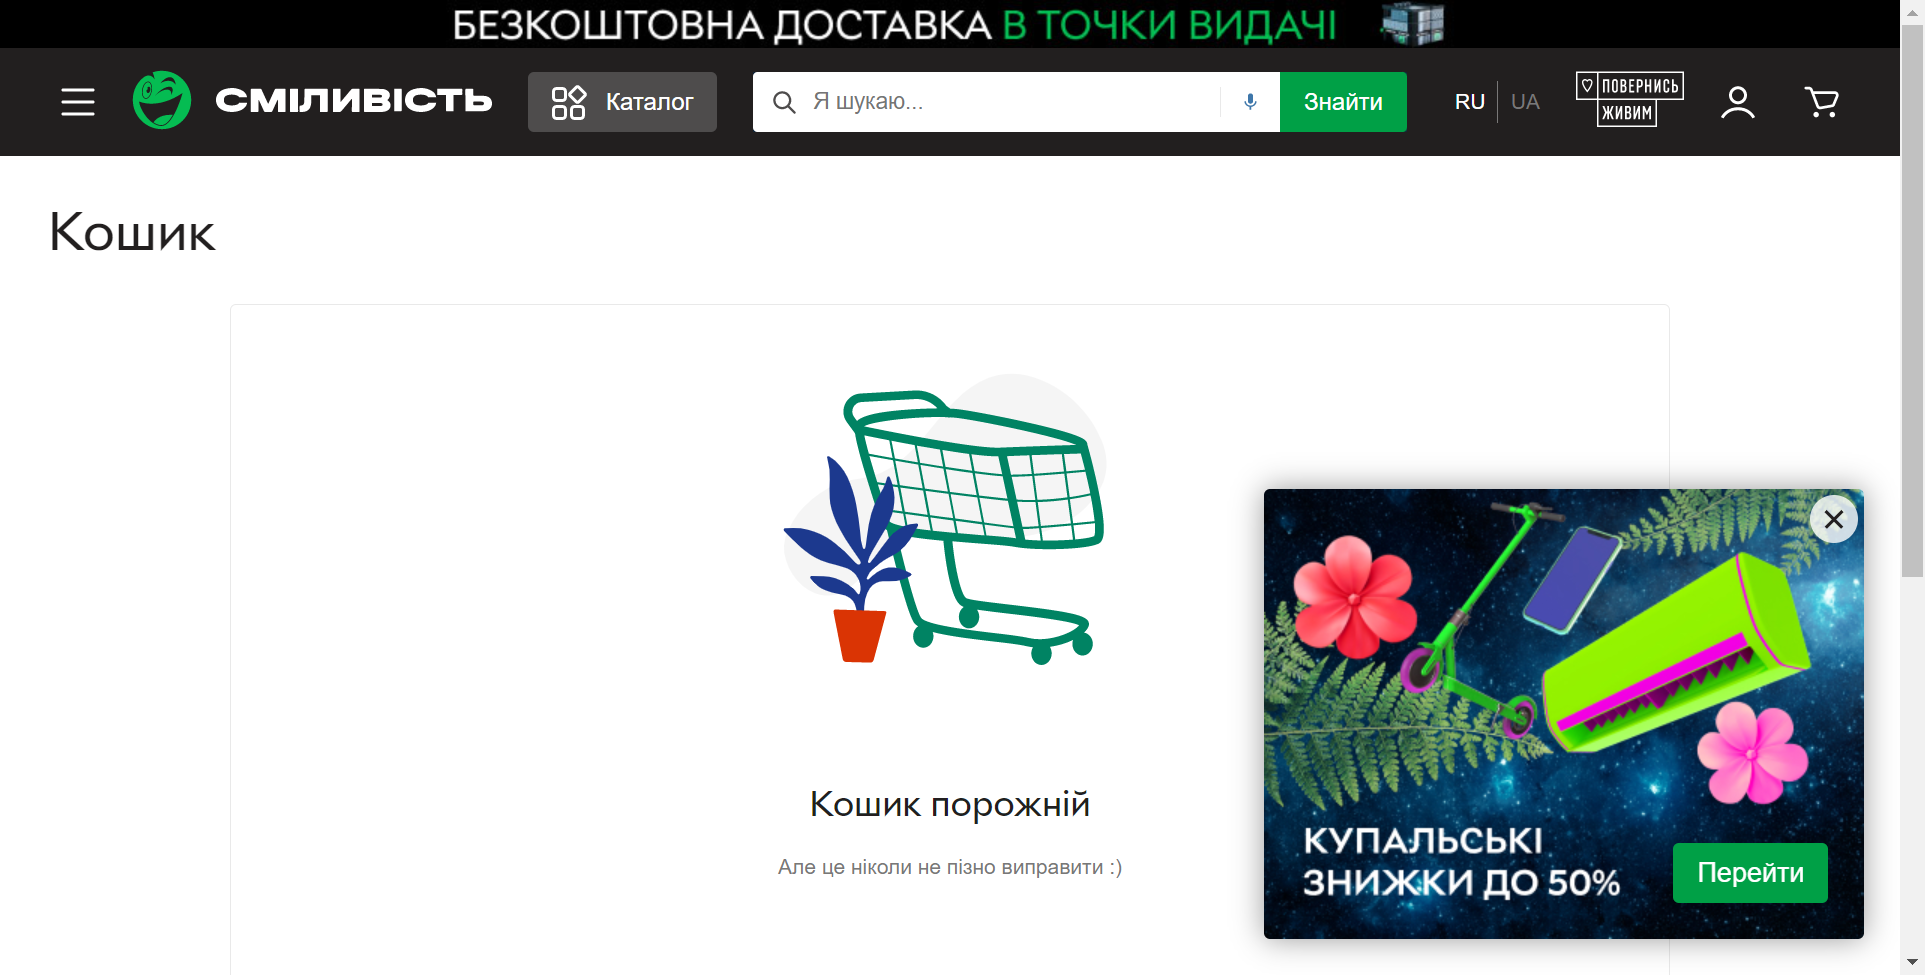 БЕЗКОШТОВНА ДОСТАВКА В ТОЧКИ ВИДАЧІ
СМІЛИВІСТЬ
Каталог
Я шукаю...
Знайти
RU
UA
ПОВЕРНИСЬ
ЖИВИМ
Кошик
Кошик порожній
Але це ніколи не пізно виправити :)
КУПАЛЬСЬКІ
ЗНИЖКИ ДО 50%
Перейти